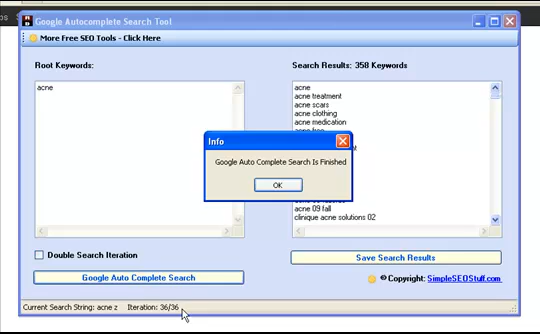 Google Autocomplete Search Tool
More Free SEO Tools - Click Here
Root Keywords:
acne
Search Results: 358 Keywords
acne
acne treatment
acne scars
acne clothing
acne medication
Info
Google Auto Complete Search Is Finished
OK
acne 09 fall
clinique acne solutions 02
Double Search Iteration
Google Auto Complete Search
Save Search Results
Copyright: SimpleSEOStuff.com
Current Search String: acne z Iteration: 36/36